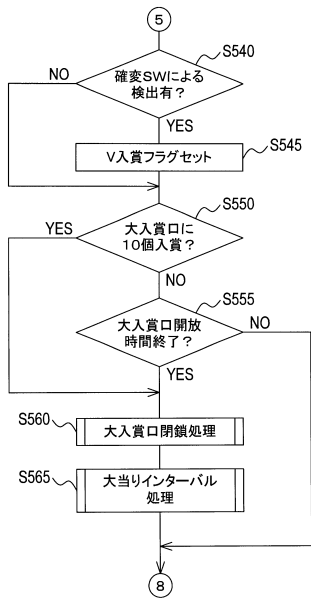 5
S540
NO
確変SWによる
検出有？
YES
S545
V入賞フラグセット
S550
YES
大入賞口に
10個入賞？
NO
S555
大入賞口開放
時間終了？
NO
YES
S560
大入賞口閉鎖処理
S565
大当りインターバル
処理
8